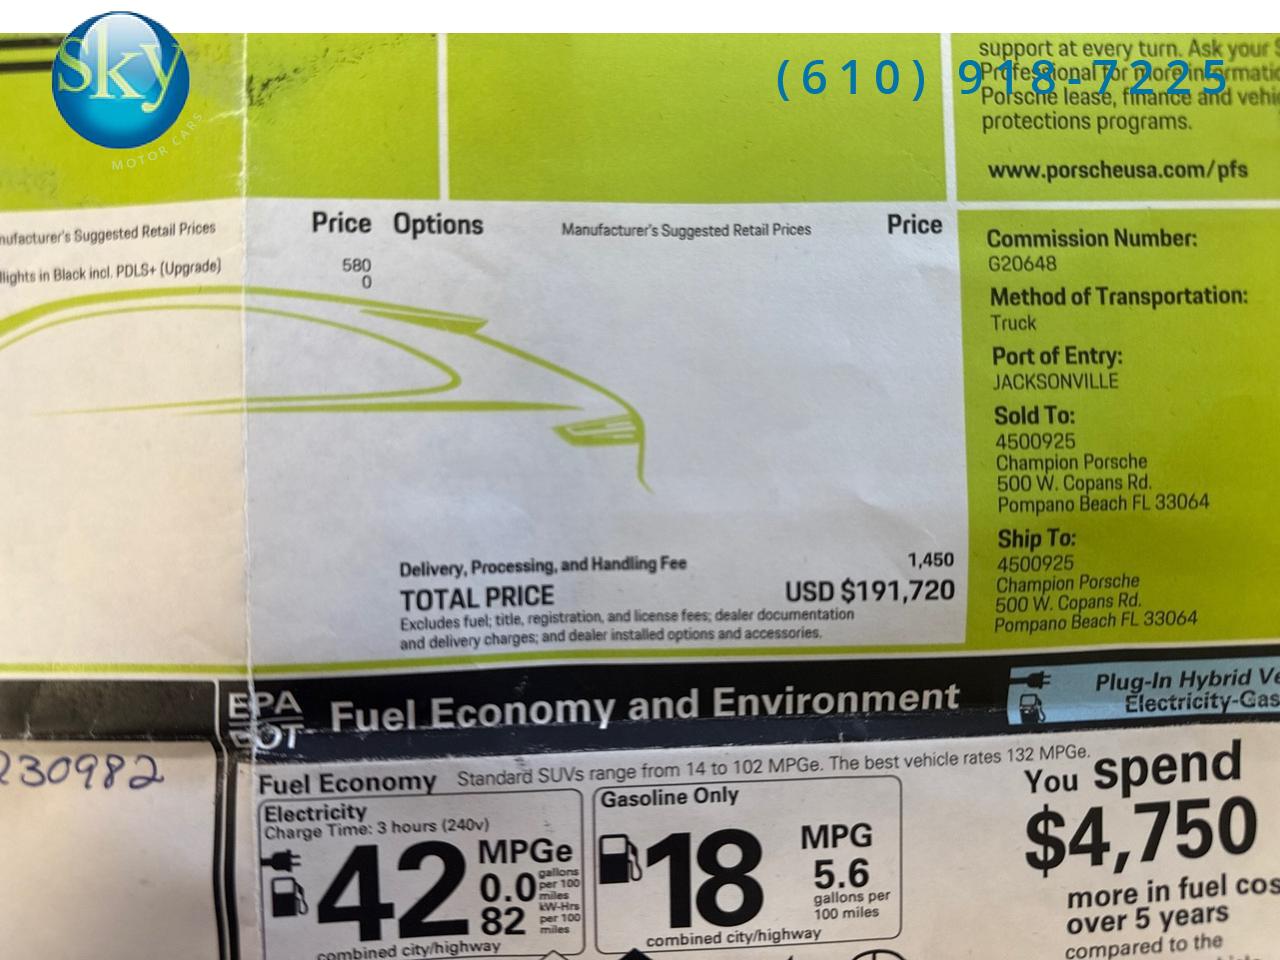 sky
MOTOR CARS
(610) 918-7225
support at every turn. Ask your
Professional for more
Porsche lease, finance and
protections programs.
www.porscheusa.com/pfs
Manufacturer's Suggested Retail Prices
Price
in Black incl. PDLS+ (Upgrade)
580
0
Options
Manufacturer's Suggested Retail Prices
Price
Delivery, Processing, and Handling Fee
1,450
TOTAL PRICE
USD $191,720
Excludes fuel; title, registration, and license fees; dealer documentation
and delivery charges; and dealer installed options and accessories.
Commission Number:
G20648
Method of Transportation:
Truck
Port of Entry:
JACKSONVILLE
Sold To:
4500925
Champion Porsche
500 W. Copans Rd.
Pompano Beach FL 33064
Ship To:
4500925
Champion Porsche
500 W. Copans Rd.
Pompano Beach FL 33064
EPA
DOT
Fuel Economy and Environment
Plug-In Hybrid
Electricity-Gas
230982
Fuel Economy
Standard SUVs range from 14 to 102 MPGe. The best vehicle rates 132 MPGe.
Electricity
Charge Time: 3 hours (240v)
42
MPGe
0.0
gallons
per 100
miles
82
kW-Hrs
per 100
miles
combined city/highway
Gasoline Only
18
MPG
5.6
gallons per
100 miles
combined city/highway
You spend
$4,750
more in fuel
over 5 years
compared to the